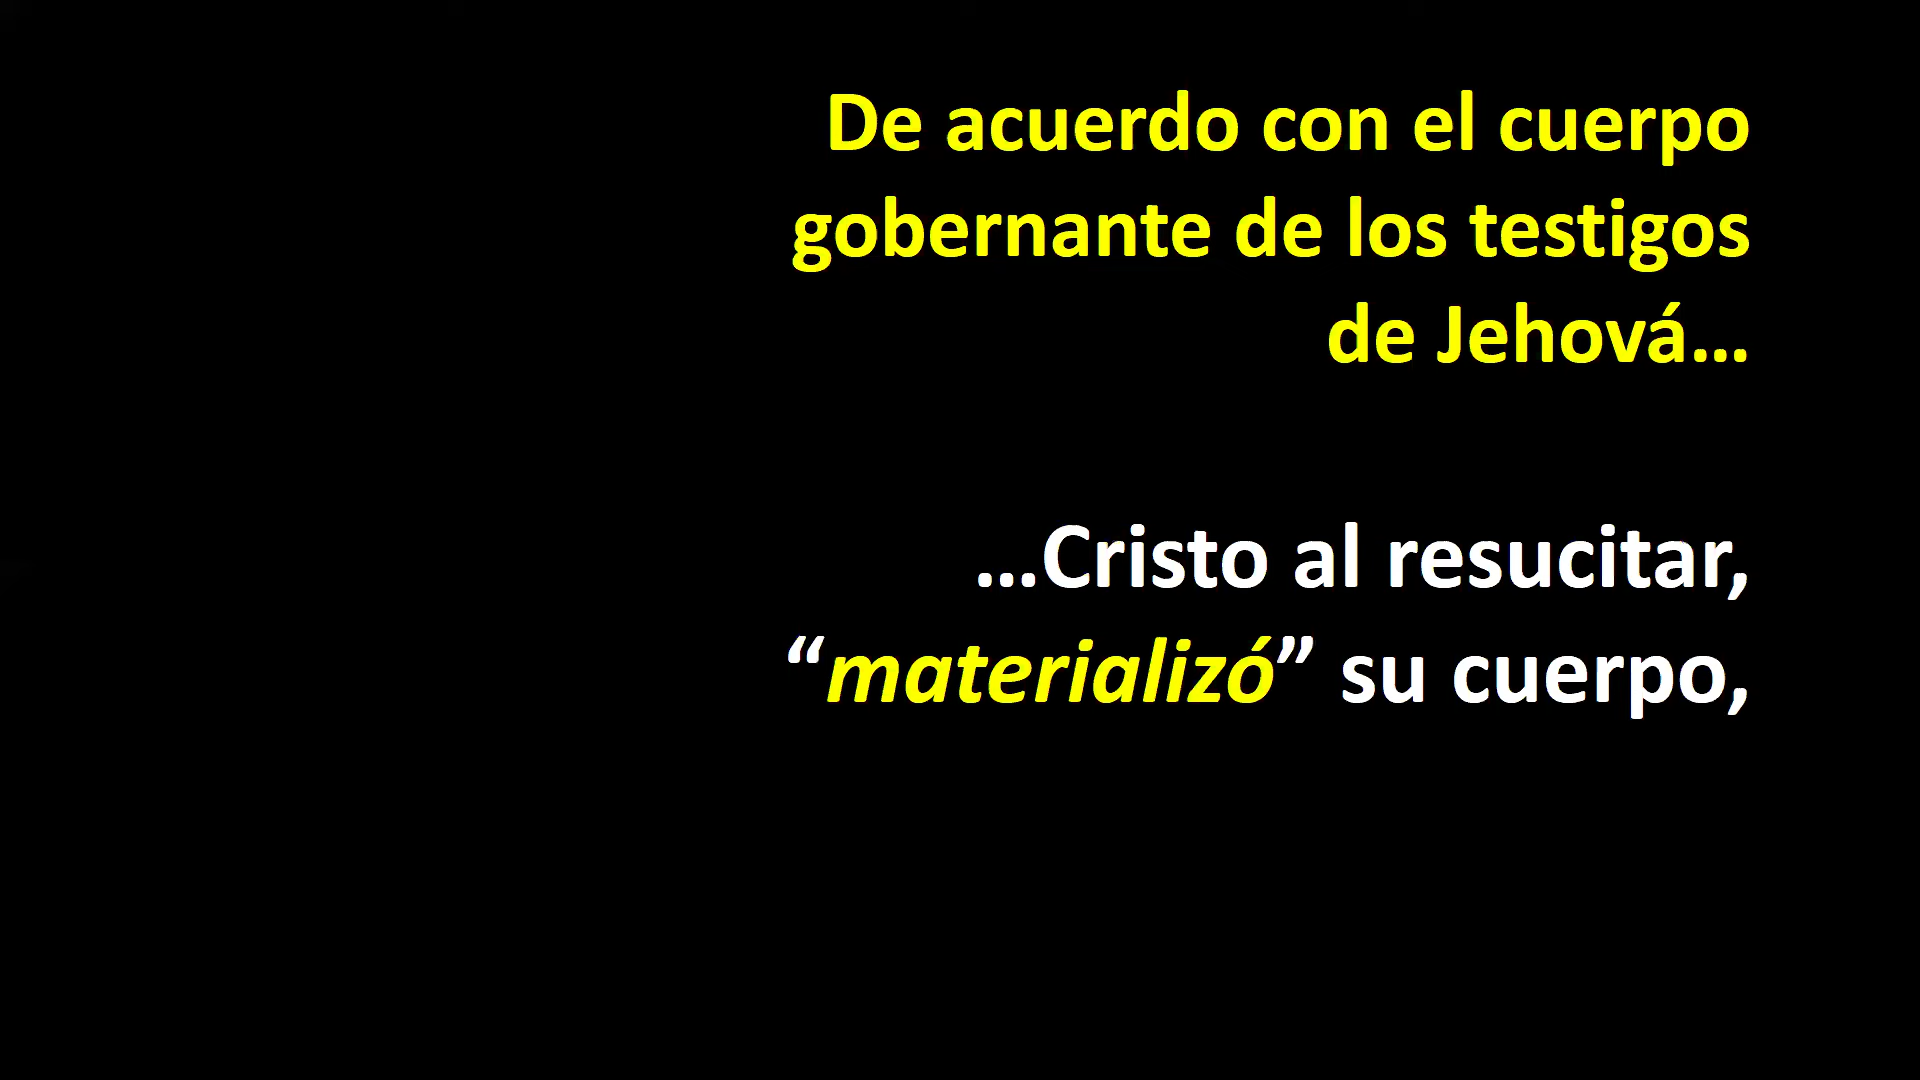 De acuerdo con el cuerpo
gobernante de los testigos
de Jehová…
…Cristo al resucitar,
“materializó” su cuerpo,